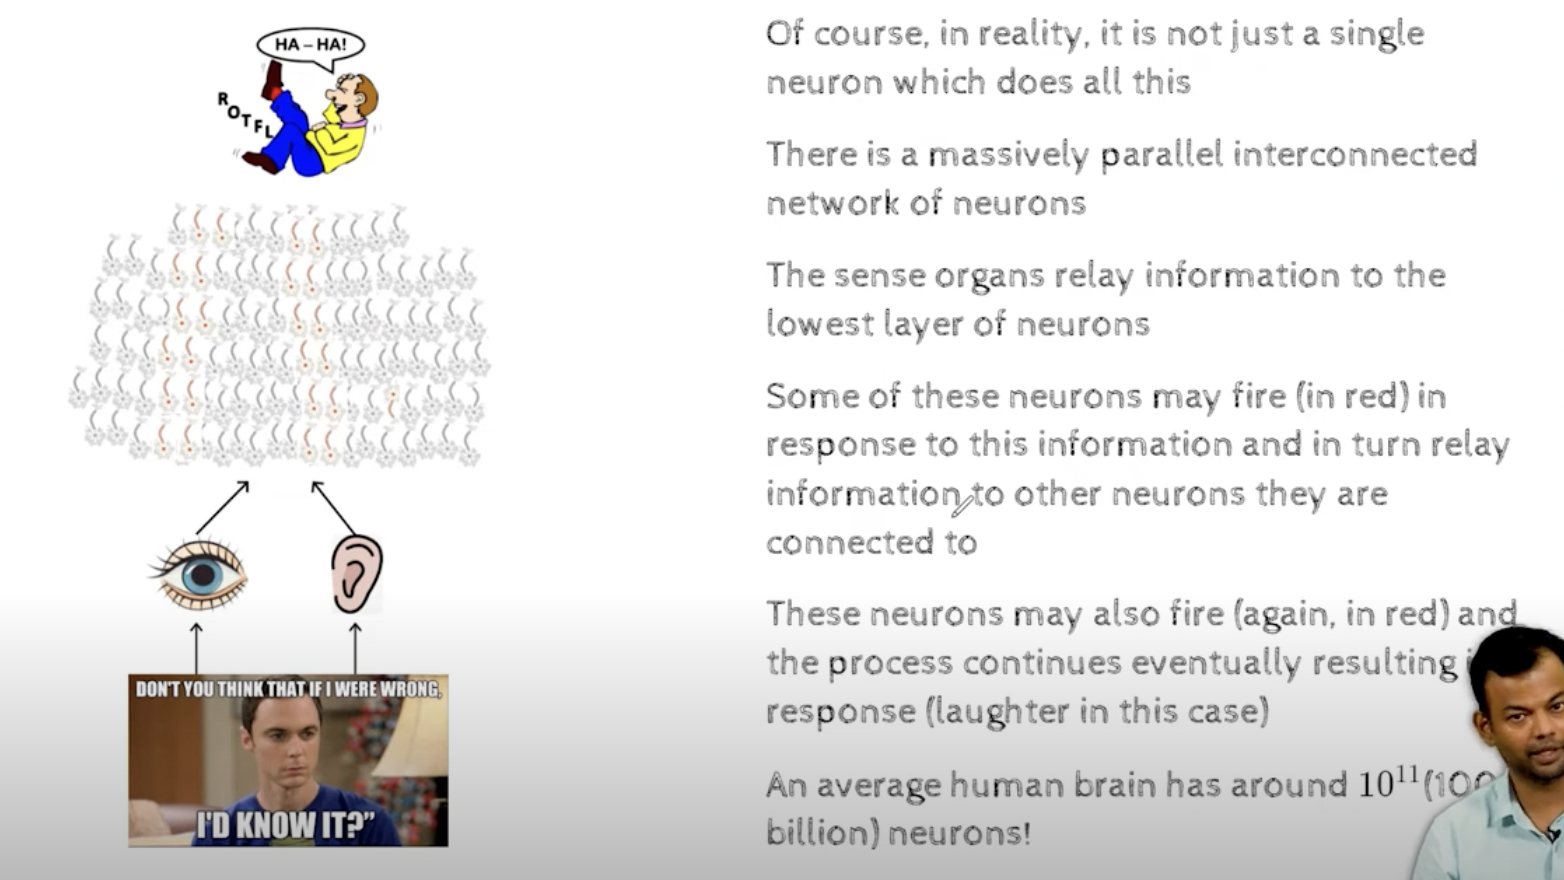 HA – HA!
ROTFL
DON'T YOU THINK THAT IF I WERE WRONG,
I'D KNOW IT?”
Of course, in reality, it is not just a single
neuron which does all this
There is a massively parallel interconnected
network of neurons
The sense organs relay information to the
lowest layer of neurons
Some of these neurons may fire (in red) in
response to this information and in turn relay
information to other neurons they are
connected to
These neurons may also fire (again, in red) and
the process continues eventually resulting
response (laughter in this case)
An average human brain has around 10¹¹(100
billion) neurons!